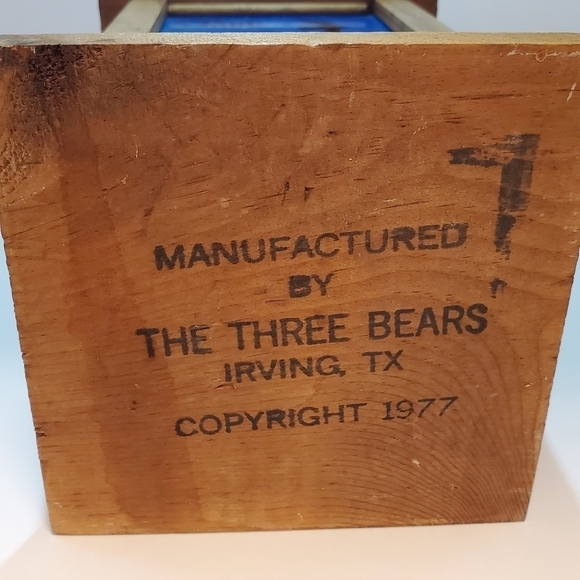 MANUFACTURED
BY
THE THREE BEARS
IRVING, TX
COPYRIGHT 1977